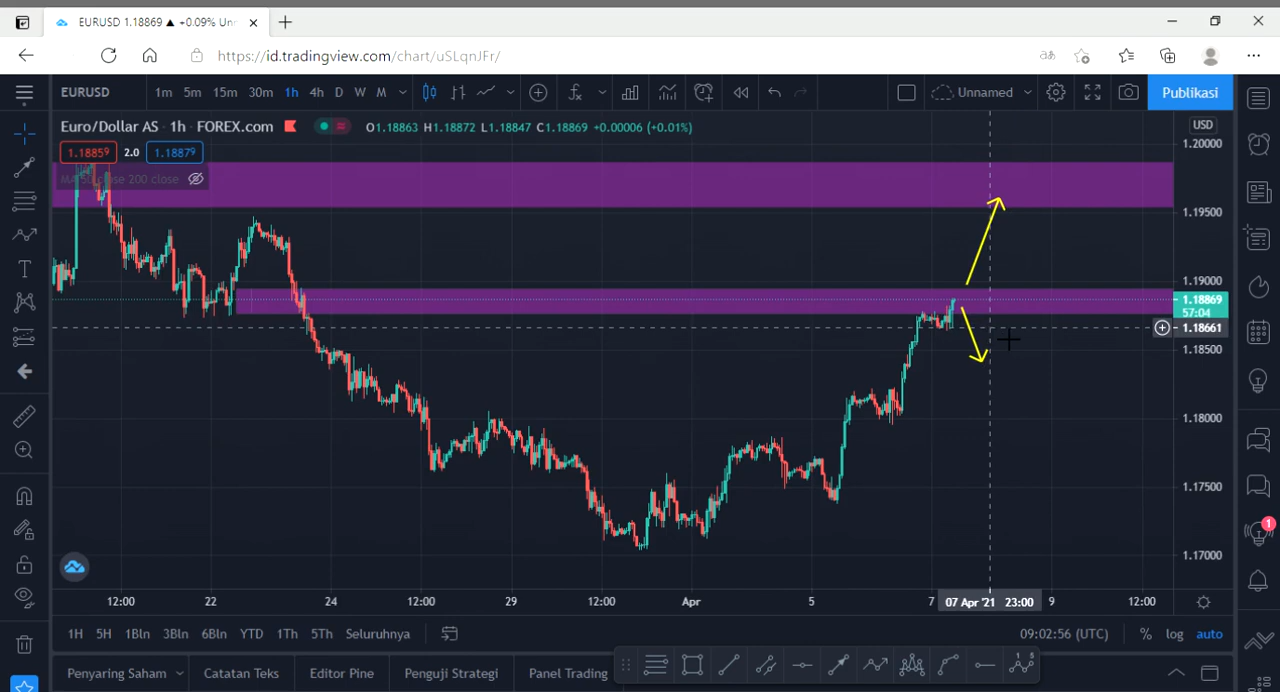 EURUSD 1.18869 ▲ +0.09% Unn
https://id.tradingview.com/chart/uSLqnJFr/
EURUSD 1m 5m 15m 30m 1h 4h D W M Unnamed Publikasi
Euro/Dollar AS · 1h · FOREX.com O1.18863 H1.18872 L1.18847 C1.18869 +0.00006 (+0.01%)
USD
1.18859 2.0 1.18879
MA 50 close 200 close
1.20000
1.19500
1.19000
1.18869
57:04
1.18661
1.18500
1.18000
1.17500
1.17000
12:00 22 24 12:00 29 12:00 Apr 5 7 07 Apr '21 23:00 9 12:00
1H 5H 1Bln 3Bln 6Bln YTD 1Th 5Th Seluruhnya 09:02:56 (UTC) % log auto
Penyaring Saham Catatan Teks Editor Pine Penguji Strategi Panel Trading
1